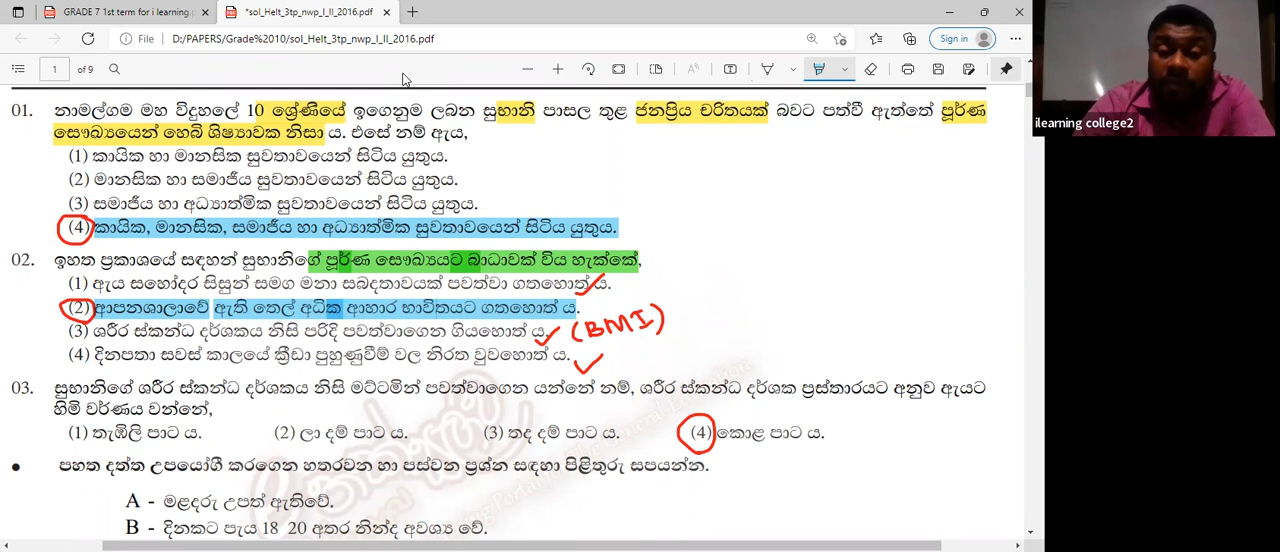 GRADE 7 1st term for i learning p
*sol_Helt_3tp_nwp_I_II_2016.pdf
File D:/PAPERS/Grade%2010/sol_Helt_3tp_nwp_I_II_2016.pdf
Sign in
1 of 9
01. නාමල්ගම මහ විදුහලේ 10 ශ්‍රේණියේ ඉගෙනුම ලබන සුභානි පාසල තුළ ජනප්‍රිය චරිතයක් බවට පත්වී ඇත්තේ පූර්ණ
සෞඛ්‍යයෙන් හෙබි ශිෂ්‍යාවක නිසා ය. එසේ නම් ඇය,
(1) කායික හා මානසික සුවතාවයෙන් සිටිය යුතුය.
(2) මානසික හා සමාජීය සුවතාවයෙන් සිටිය යුතුය.
(3) සමාජීය හා අධ්‍යාත්මික සුවතාවයෙන් සිටිය යුතුය.
(4) කායික, මානසික, සමාජීය හා අධ්‍යාත්මික සුවතාවයෙන් සිටිය යුතුය.
02. ඉහත ප්‍රකාශයේ සඳහන් සුභානිගේ පූර්ණ සෞඛ්‍යයට බාධාවක් විය හැක්කේ,
(1) ඇය සහෝදර සිසුන් සමග මනා සබදතාවයක් පවත්වා ගතහොත් ය.
(2) ආපනශාලාවේ ඇති තෙල් අධික ආහාර භාවිතයට ගතහොත් ය.
(3) ශරීර ස්කන්ධ දර්ශකය නිසි පරිදි පවත්වාගෙන ගියහොත් ය. (BMI)
(4) දිනපතා සවස් කාලයේ ක්‍රීඩා පුහුණුවීම් වල නිරත වුවහොත් ය.
03. සුභානිගේ ශරීර ස්කන්ධ දර්ශකය නිසි මට්ටමින් පවත්වාගෙන යන්නේ නම්, ශරීර ස්කන්ධ දර්ශක ප්‍රස්තාරයට අනුව ඇයට
හිමි වර්ණය වන්නේ,
(1) තැඹිලි පාට ය. (2) ලා දම් පාට ය. (3) තද දම් පාට ය. (4) කොළ පාට ය.
● පහත දත්ත උපයෝගී කරගෙන හතරවන හා පස්වන ප්‍රශ්න සඳහා පිළිතුරු සපයන්න.
A - මළදරු උපත් ඇතිවේ.
B - දිනකට පැය 18 20 අතර නින්ද අවශ්‍ය වේ.
ilearning college2